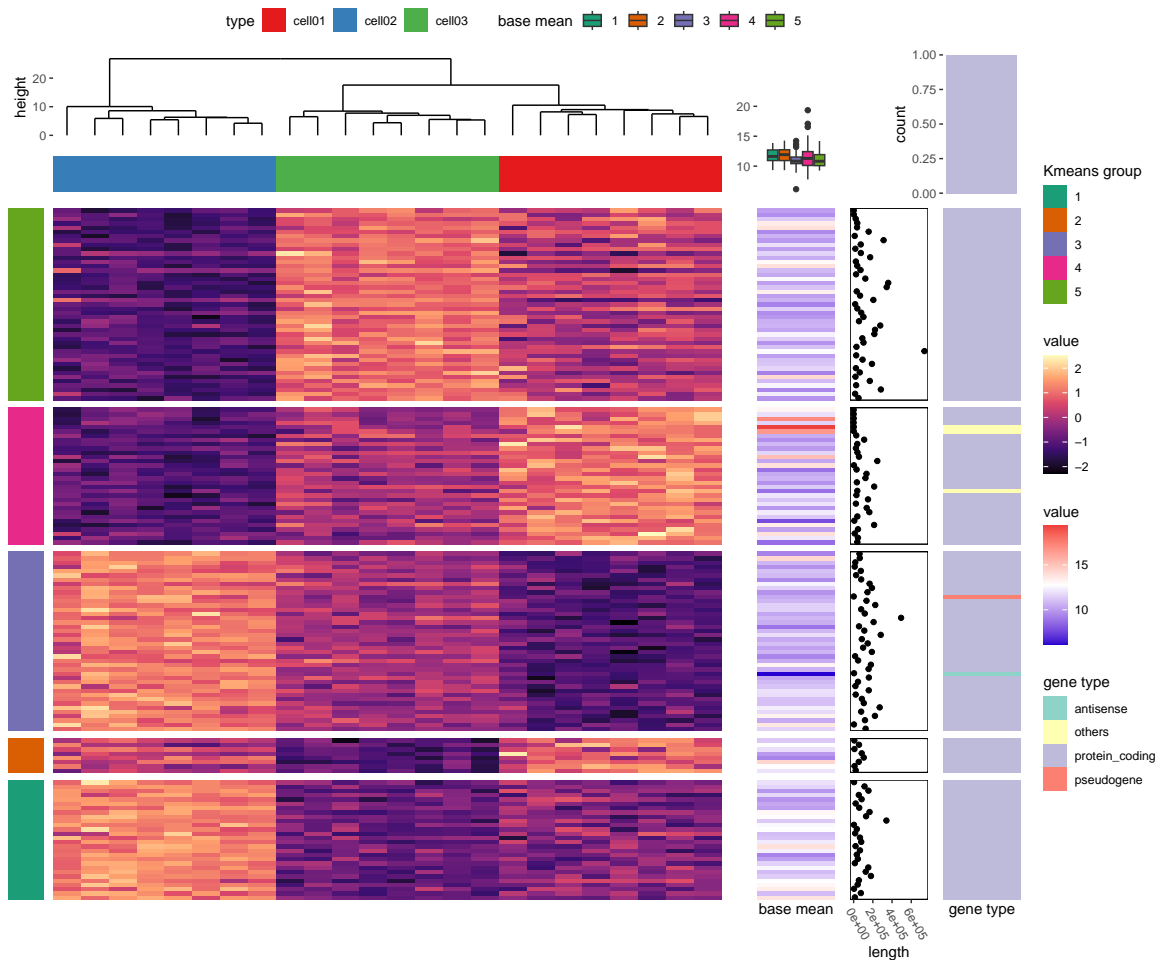 type cell01 cell02 cell03 base mean 1 2 3 4 5
height
20
10
0
20
15
10
count
1.00
0.75
0.50
0.25
0.00
Kmeans group
1
2
3
4
5
value
2
1
0
−1
−2
value
15
10
gene type
antisense
others
protein_coding
pseudogene
base mean
0e+00
2e+05
4e+05
6e+05
length
gene type